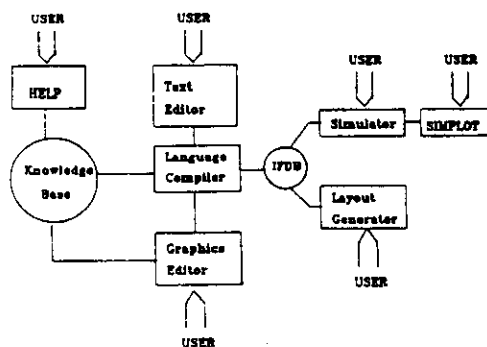 USER
USER
USER
USER
HELP
Text
Editor
Simulator
SIMPLOT
Knowledge
Base
Language
Compiler
IFDB
Layout
Generator
Graphics
Editor
USER
USER